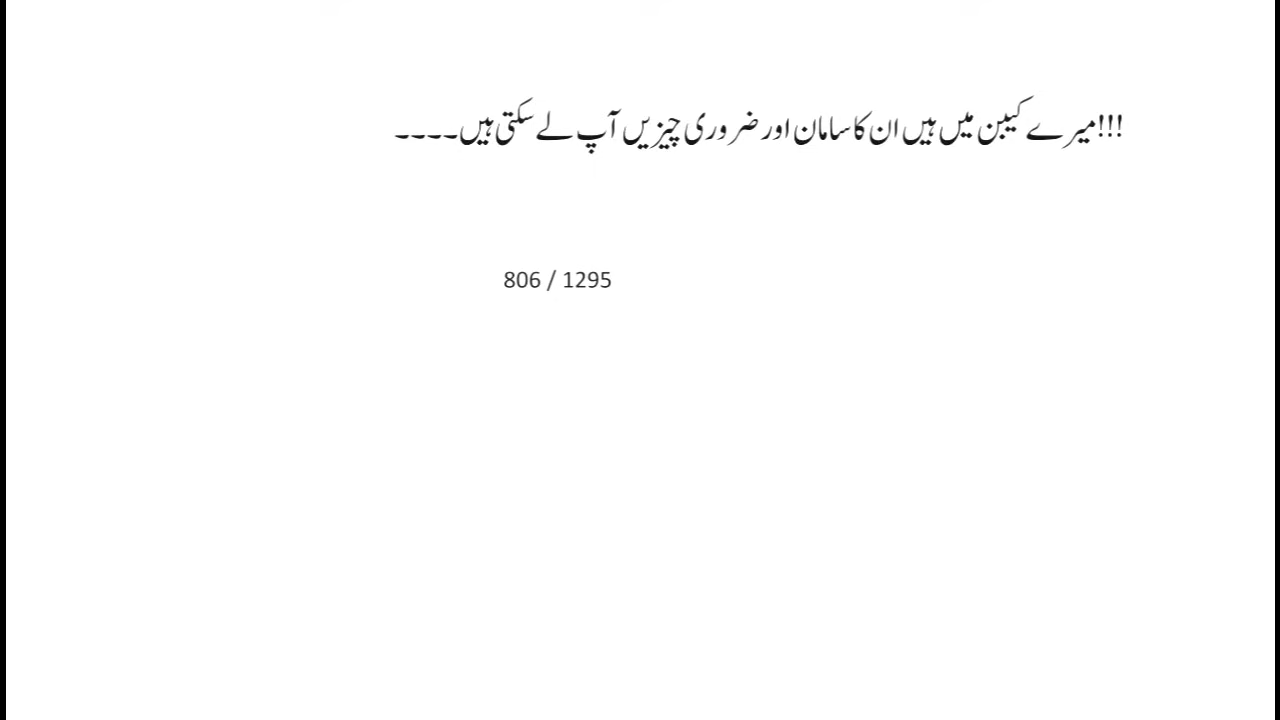 !!!میرے کیبن میں ہیں ان کا سامان اور ضروری چیزیں آپ لے سکتی ہیں۔۔۔۔
806 / 1295